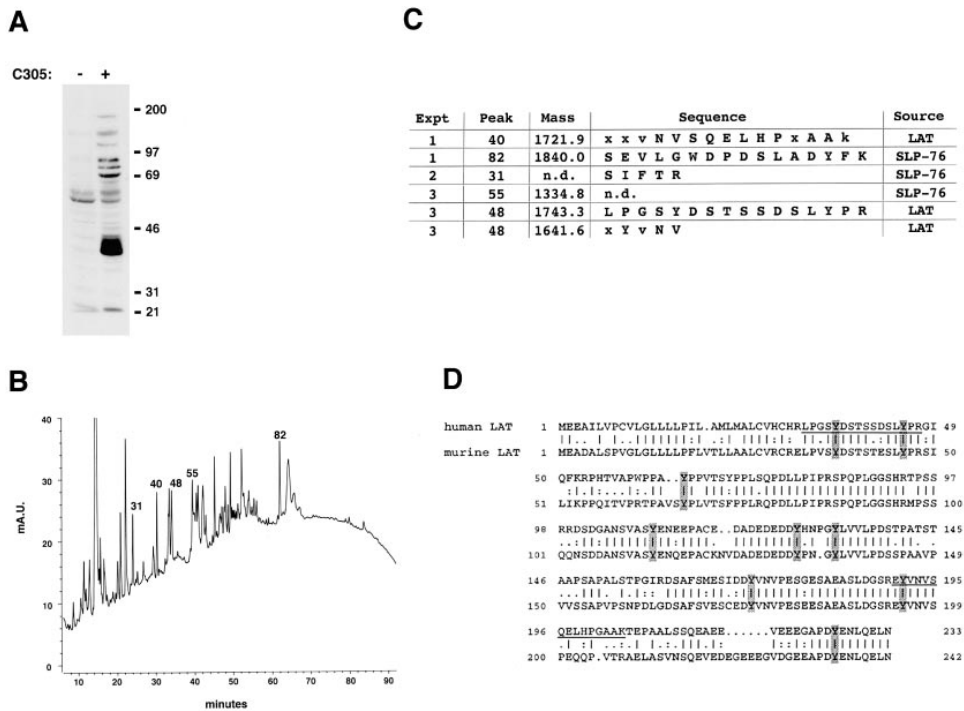 A
C305: - +
200
97
69
46
31
21
C
Expt Peak Mass Sequence Source
1 40 1721.9 x x v N V S Q E L H P x A A k LAT
1 82 1840.0 S E V L G W D P D S L A D Y F K SLP-76
2 31 n.d. S I F T R SLP-76
3 55 1334.8 n.d. SLP-76
3 48 1743.3 L P G S Y D S T S S D S L Y P R LAT
3 48 1641.6 x Y v N V LAT
B
40
30
20
10
0
mA.U.
31
40
48
55
82
10 20 30 40 50 60 70 80 90
minutes
D
human LAT 1 MEEAILVPCVLGLLLLPIL.AMLMALCVHCHRLPGSYDSTSSDSLYPRGI 49
murine LAT 1 MEADALSPVGLGLLLLPFLVTLLAALCVRCRELPVSYDSTSTESLYPRSI 50
50 QFKRPHTVAPWPPA..YPPVTSYPPLSQPDLLPIPRSPQPLGGSHRTPSS 97
51 LIKPPQITVPRTPAVSYPLVTSFPPLRQPDLLPIPRSPQPLGGSHRMPSS 100
98 RRDSDGANSVASYENEEPACE.DADEDEDDYHNPGYLVVLPDSTPATST 145
101 QQNSDDANSVASYENQEPACKNVDADEDEDDYPN.GYLVVLPDSSPAAVP 149
146 AAPSAPALSTPGIRDSAFSMESIDDYVNVPESGESAEASLDGSREYVNVS 195
150 VVSSAPVPSNPDLGDSAFSVESCEDYVNVPESEESAEASLDGSREYVNVS 199
196 QELHPGAAKTEPAALSSQEAEE......VEEEGAPDYENLQELN 233
200 PEQQP.VTRAELASVNSQEVEDEGEEEGVDGEEAPDYENLQELN 242